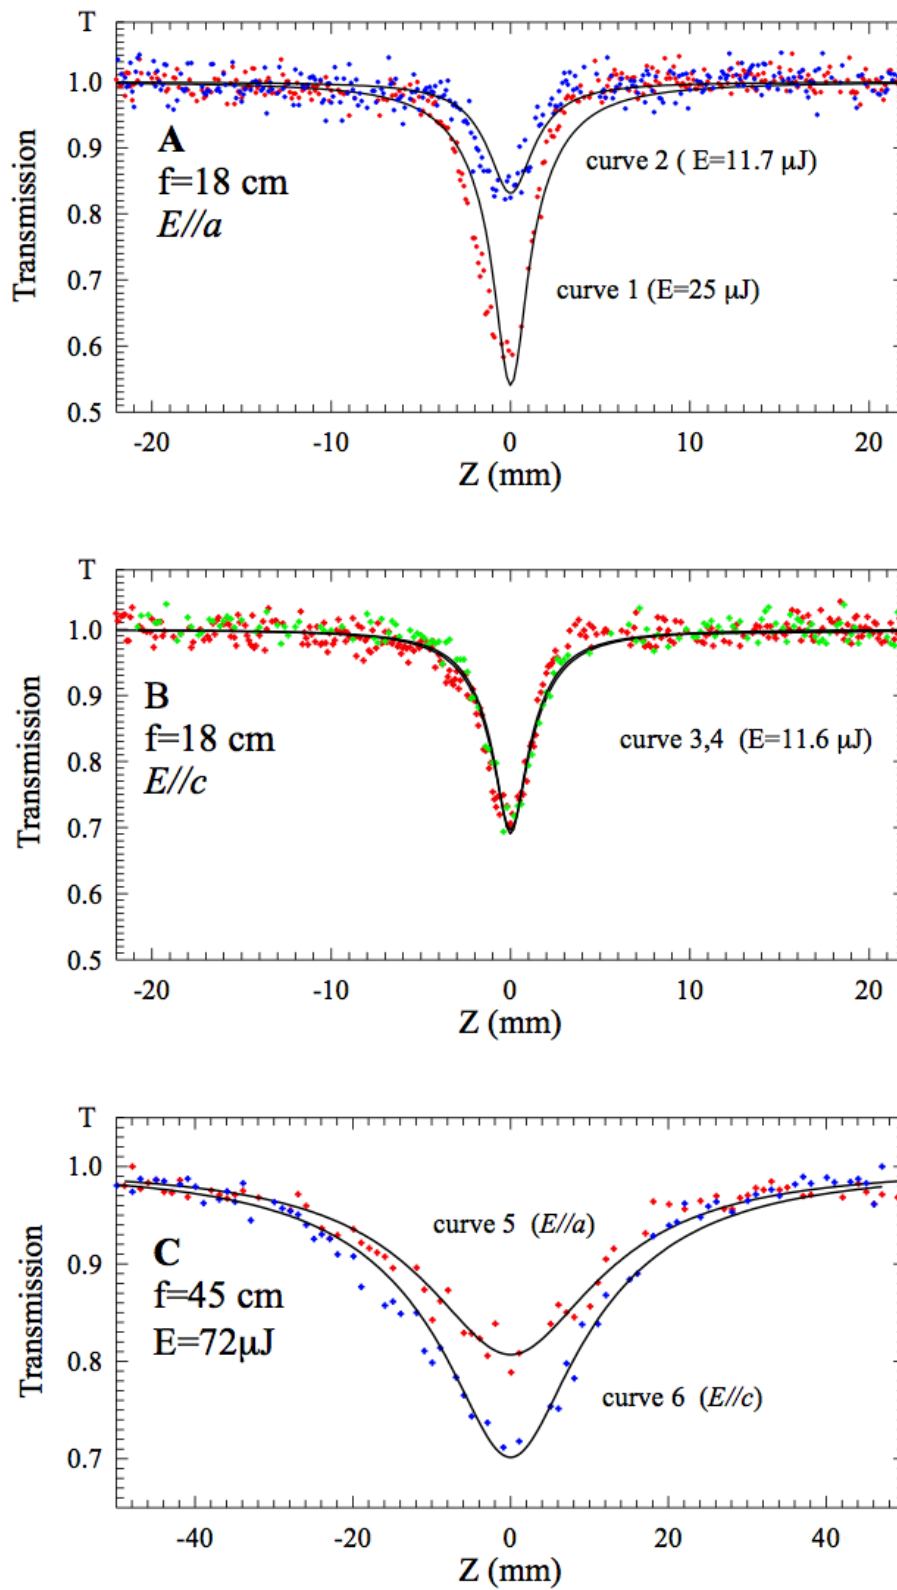 T
1.0
0.9
0.8
0.7
0.6
0.5
Transmission
A
f=18 cm
E//a
curve 2 ( E=11.7 μJ)
curve 1 (E=25 μJ)
-20 -10 0 10 20
Z (mm)
T
1.0
0.9
0.8
0.7
0.6
0.5
Transmission
B
f=18 cm
E//c
curve 3,4 (E=11.6 μJ)
-20 -10 0 10 20
Z (mm)
T
1.0
0.9
0.8
0.7
Transmission
curve 5 (E//a)
C
f=45 cm
E=72μJ
curve 6 (E//c)
-40 -20 0 20 40
Z (mm)